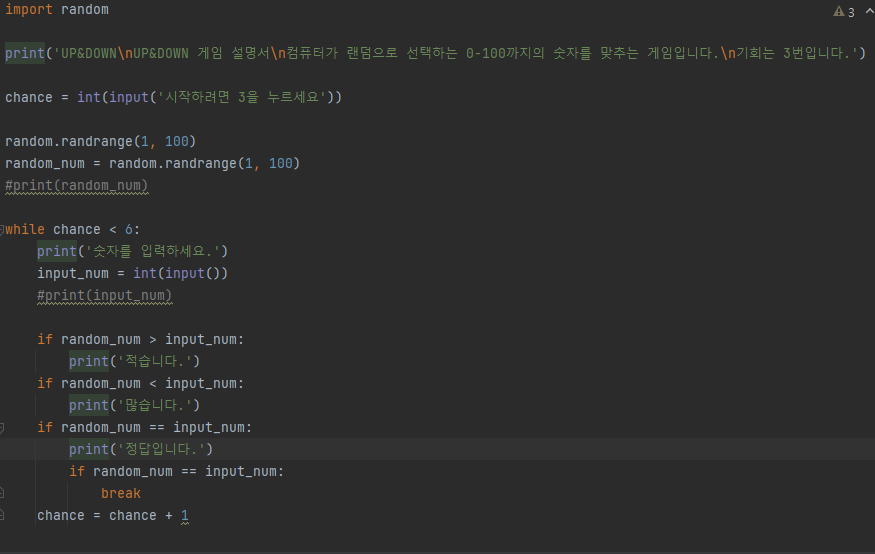 import random
3
print('UP&DOWN\nUP&DOWN 게임 설명서\n컴퓨터가 랜덤으로 선택하는 0-100까지의 숫자를 맞추는 게임입니다.\n기회는 3번입니다.')
chance = int(input('시작하려면 3을 누르세요'))
random.randrange(1, 100)
random_num = random.randrange(1, 100)
#print(random_num)
while chance < 6:
    print('숫자를 입력하세요.')
    input_num = int(input())
    #print(input_num)
    if random_num > input_num:
        print('적습니다.')
    if random_num < input_num:
        print('많습니다.')
    if random_num == input_num:
        print('정답입니다.')
        if random_num == input_num:
            break
    chance = chance + 1